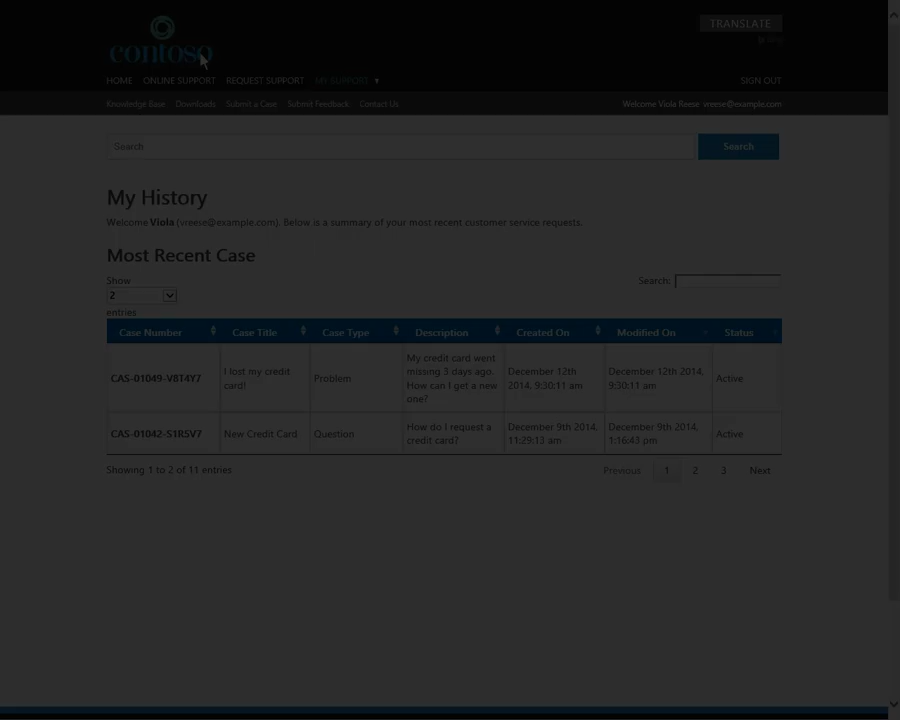 TRANSLATE
contoso
HOME ONLINE SUPPORT REQUEST SUPPORT MY SUPPORT SIGN OUT
Knowledge Base Downloads Submit a Case Submit Feedback Contact Us Welcome Viola Reese vreese@example.com
Search Search
My History
Welcome Viola (vreese@example.com). Below is a summary of your most recent customer service requests.
Most Recent Case
Show
Search:
2
entries
Case Number Case Title Case Type Description Created On Modified On Status
CAS-01049-V8T4Y7 I lost my credit card! Problem My credit card went missing 3 days ago. How can I get a new one? December 12th 2014, 9:30:11 am December 12th 2014, 9:30:11 am Active
CAS-01042-S1R5V7 New Credit Card Question How do I request a credit card? December 9th 2014, 11:29:13 am December 9th 2014, 1:16:43 pm Active
Showing 1 to 2 of 11 entries Previous 1 2 3 Next